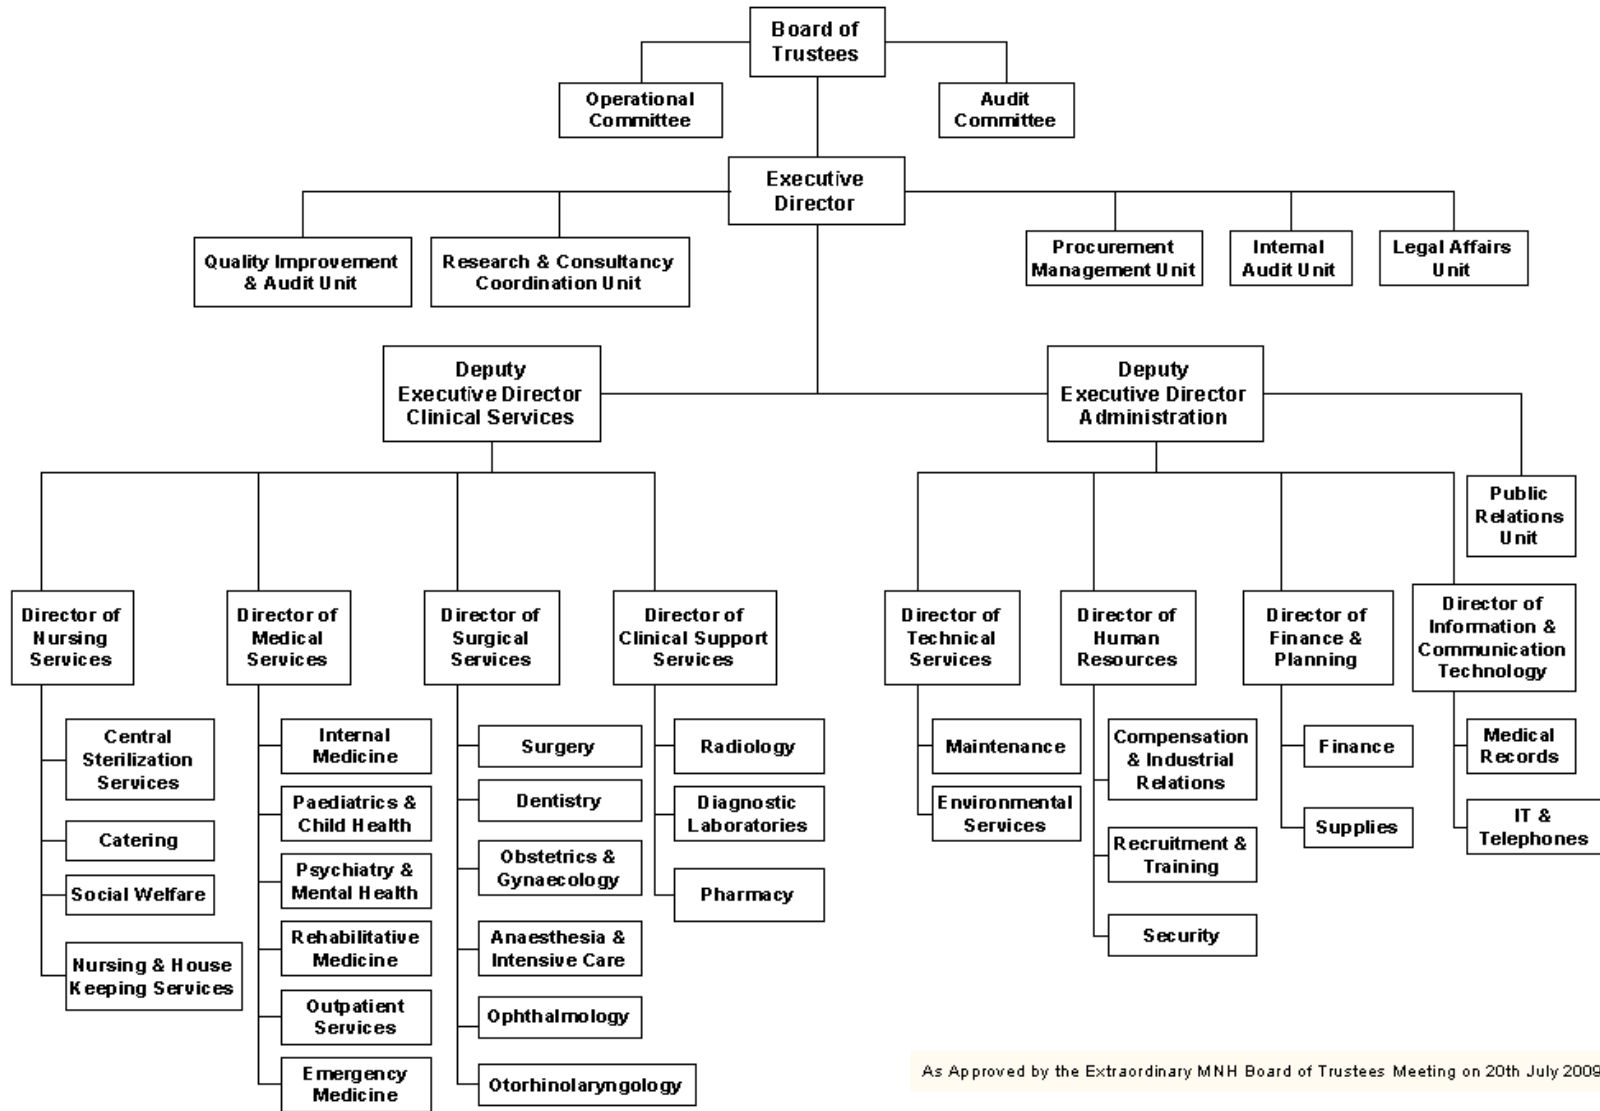 Board of
Trustees
Operational
Committee
Audit
Committee
Executive
Director
Quality Improvement
& Audit Unit
Research & Consultancy
Coordination Unit
Procurement
Management Unit
Internal
Audit Unit
Legal Affairs
Unit
Deputy
Executive Director
Clinical Services
Deputy
Executive Director
Administration
Public
Relations
Unit
Director of
Nursing
Services
Director of
Medical
Services
Director of
Surgical
Services
Director of
Clinical Support
Services
Director of
Technical
Services
Director of
Human
Resources
Director of
Finance &
Planning
Director of
Information &
Communication
Technology
Central
Sterilization
Services
Catering
Social Welfare
Nursing & House
Keeping Services
Internal
Medicine
Paediatrics &
Child Health
Psychiatry &
Mental Health
Rehabilitative
Medicine
Outpatient
Services
Emergency
Medicine
Surgery
Dentistry
Obstetrics &
Gynaecology
Anaesthesia &
Intensive Care
Ophthalmology
Otorhinolaryngology
Radiology
Diagnostic
Laboratories
Pharmacy
Maintenance
Environmental
Services
Compensation
& Industrial
Relations
Recruitment &
Training
Security
Finance
Supplies
Medical
Records
IT &
Telephones
As Approved by the Extraordinary MNH Board of Trustees Meeting on 20th July 2009